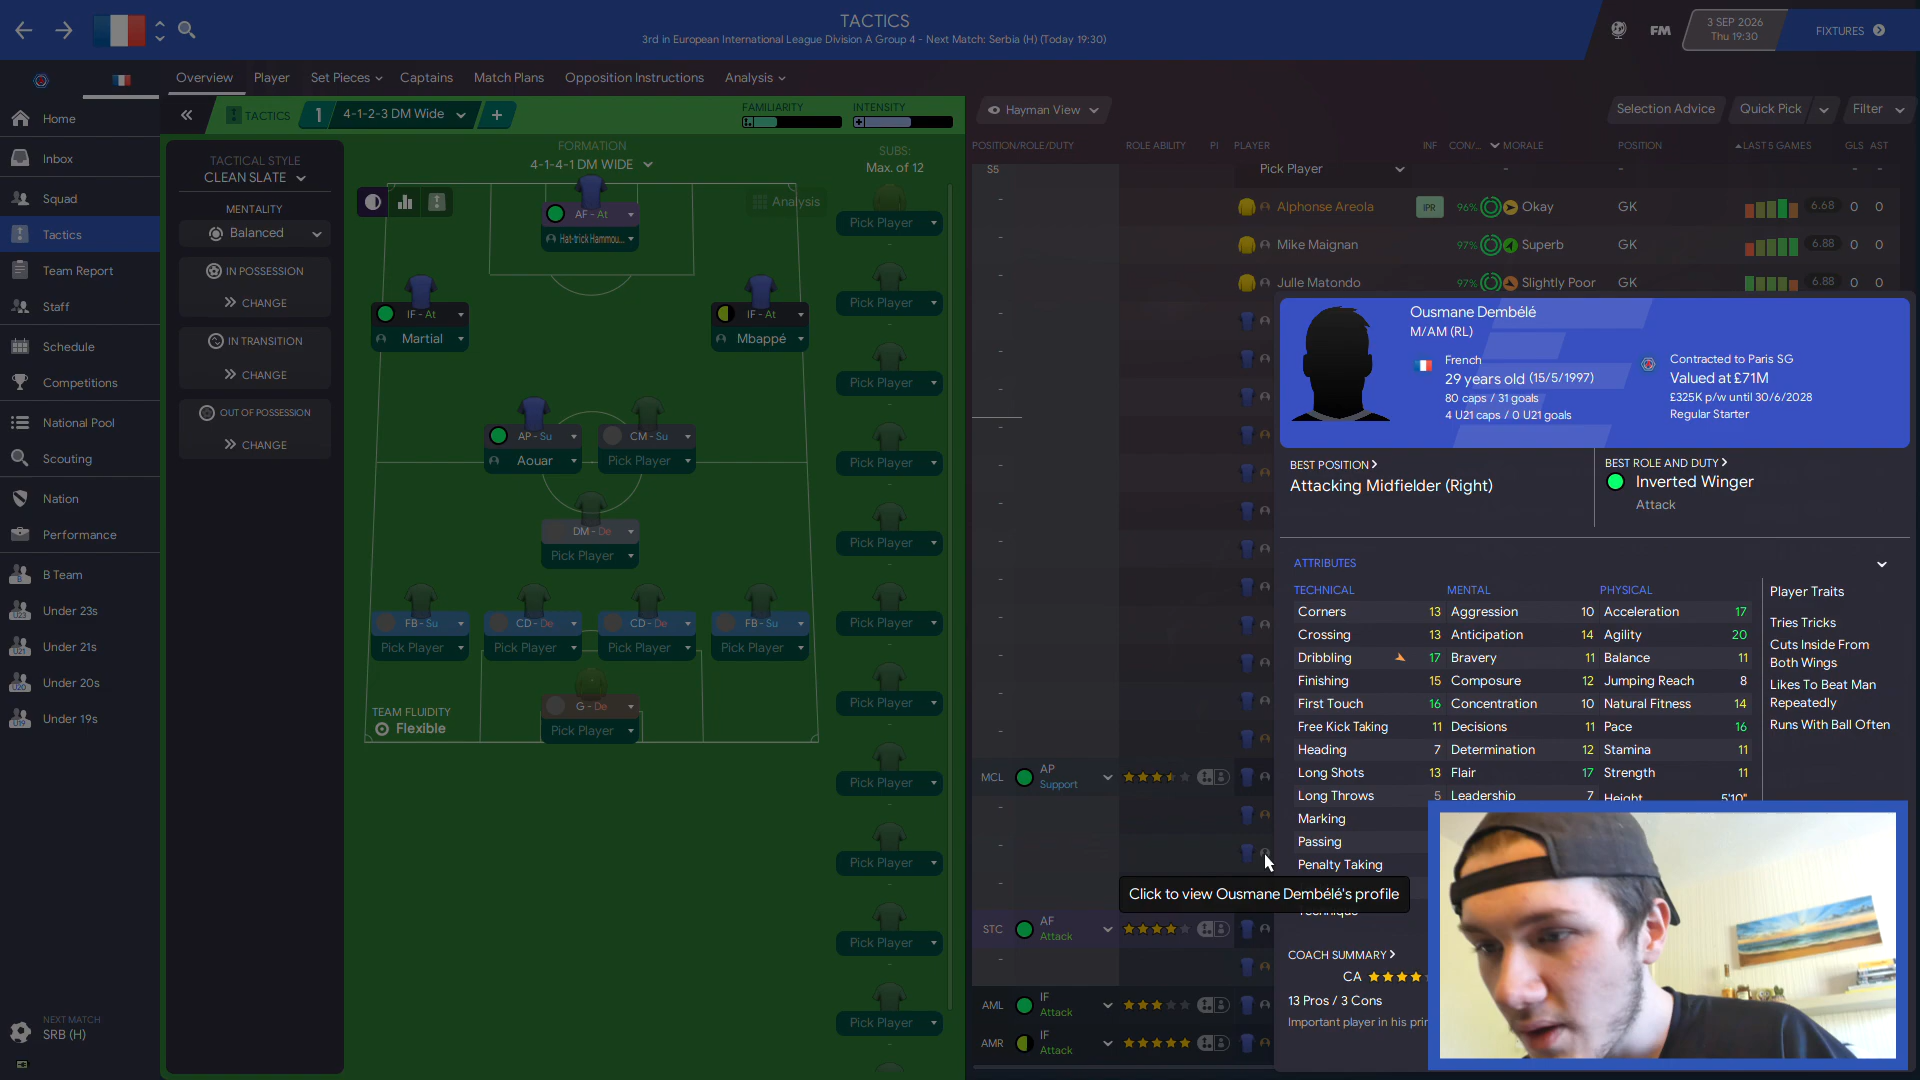 TACTICS
3rd in European International League Division A Group 4 - Next Match: Serbia (H) (Today 19:30)
FM
3 SEP 2026
Thu 19:30
FIXTURES
Overview
Player
Set Pieces
Captains
Match Plans
Opposition Instructions
Analysis
Home
Inbox
Squad
Tactics
Team Report
Staff
Schedule
Competitions
National Pool
Scouting
Nation
Performance
B Team
Under 23s
Under 21s
Under 20s
Under 19s
NEXT MATCH
SRB (H)
TACTICS
1
4-1-2-3 DM Wide
FAMILIARITY
INTENSITY
TACTICAL STYLE
CLEAN SLATE
MENTALITY
Balanced
IN POSSESSION
CHANGE
IN TRANSITION
CHANGE
OUT OF POSSESSION
CHANGE
FORMATION
4-1-4-1 DM WIDE
SUBS:
Max. of 12
Analysis
AF - At
Hat-trick Hammou...
IF - At
Martial
IF - At
Mbappé
AP - Su
Aouar
CM - Su
Pick Player
DM - De
Pick Player
FB - Su
Pick Player
CD - De
Pick Player
CD - De
Pick Player
FB - Su
Pick Player
G - De
Pick Player
TEAM FLUIDITY
Flexible
Pick Player
Pick Player
Pick Player
Pick Player
Pick Player
Pick Player
Pick Player
Pick Player
Pick Player
Pick Player
Pick Player
Hayman View
Selection Advice
Quick Pick
Filter
POSITION/ROLE/DUTY
ROLE ABILITY
PI
PLAYER
INF
CON/...
MORALE
POSITION
LAST 5 GAMES
GLS
AST
S5
Pick Player
- - - -
Alphonse Areola
IPR
96%
Okay
GK
6.68
0
0
Mike Maignan
97%
Superb
GK
6.88
0
0
Julle Matondo
97%
Slightly Poor
GK
6.88
0
0
MCL
AP
Support
STC
AF
Attack
AML
IF
Attack
AMR
IF
Attack
Ousmane Dembélé
M/AM (RL)
French
29 years old (15/5/1997)
80 caps / 31 goals
4 U21 caps / 0 U21 goals
Contracted to Paris SG
Valued at £71M
£325K p/w until 30/6/2028
Regular Starter
BEST POSITION
Attacking Midfielder (Right)
BEST ROLE AND DUTY
Inverted Winger
Attack
ATTRIBUTES
TECHNICAL
Corners 13
Crossing 13
Dribbling 17
Finishing 15
First Touch 16
Free Kick Taking 11
Heading 7
Long Shots 13
Long Throws 5
Marking
Passing
Penalty Taking
Technique
MENTAL
Aggression 10
Anticipation 14
Bravery 11
Composure 12
Concentration 10
Decisions 11
Determination 12
Flair 17
Leadership 7
PHYSICAL
Acceleration 17
Agility 20
Balance 11
Jumping Reach 8
Natural Fitness 14
Pace 16
Stamina 11
Strength 11
Height 5'10"
Player Traits
Tries Tricks
Cuts Inside From
Both Wings
Likes To Beat Man
Repeatedly
Runs With Ball Often
Click to view Ousmane Dembélé's profile
COACH SUMMARY
CA
13 Pros / 3 Cons
Important player in his prim